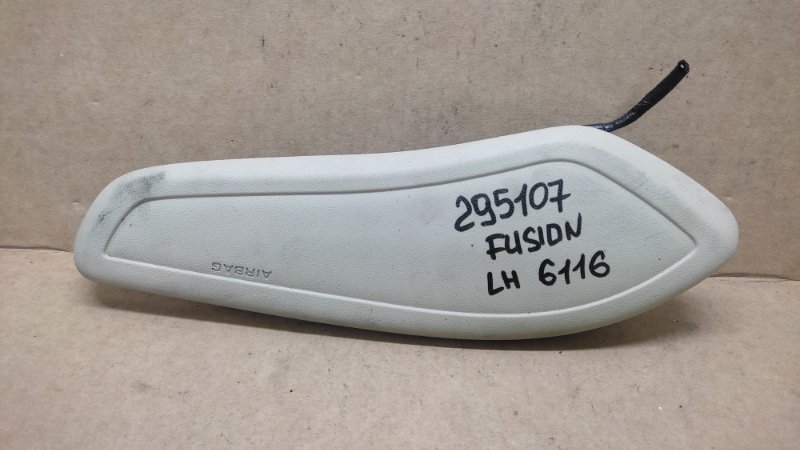 295107
FUSION
LH 6116
AIRBAG